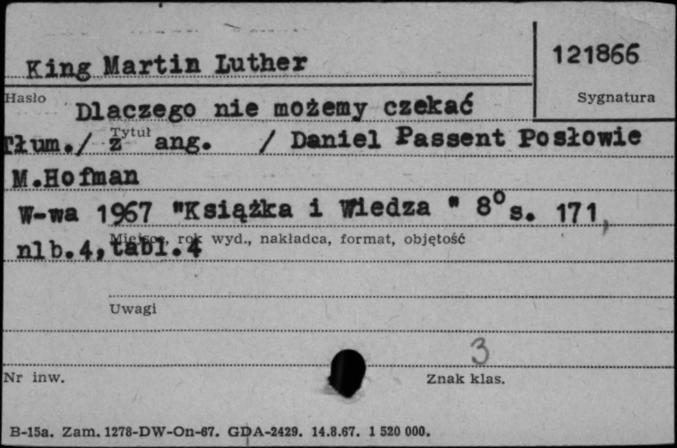 King Martin Luther
121866
Hasło
Sygnatura
Dlaczego nie możemy czekać
Tytuł
Tłum./ z ang. / Daniel Passent Posłowie
M.Hofman
W-wa 1967 "Książka i Wiedza " 8° s. 171,
Miejsce, rok wyd., nakładca, format, objętość
nlb.4, tabl.4
Uwagi
3
Nr inw.
Znak klas.
B-15a. Zam. 1278-DW-On-67. GDA-2429. 14.8.67. 1 520 000.